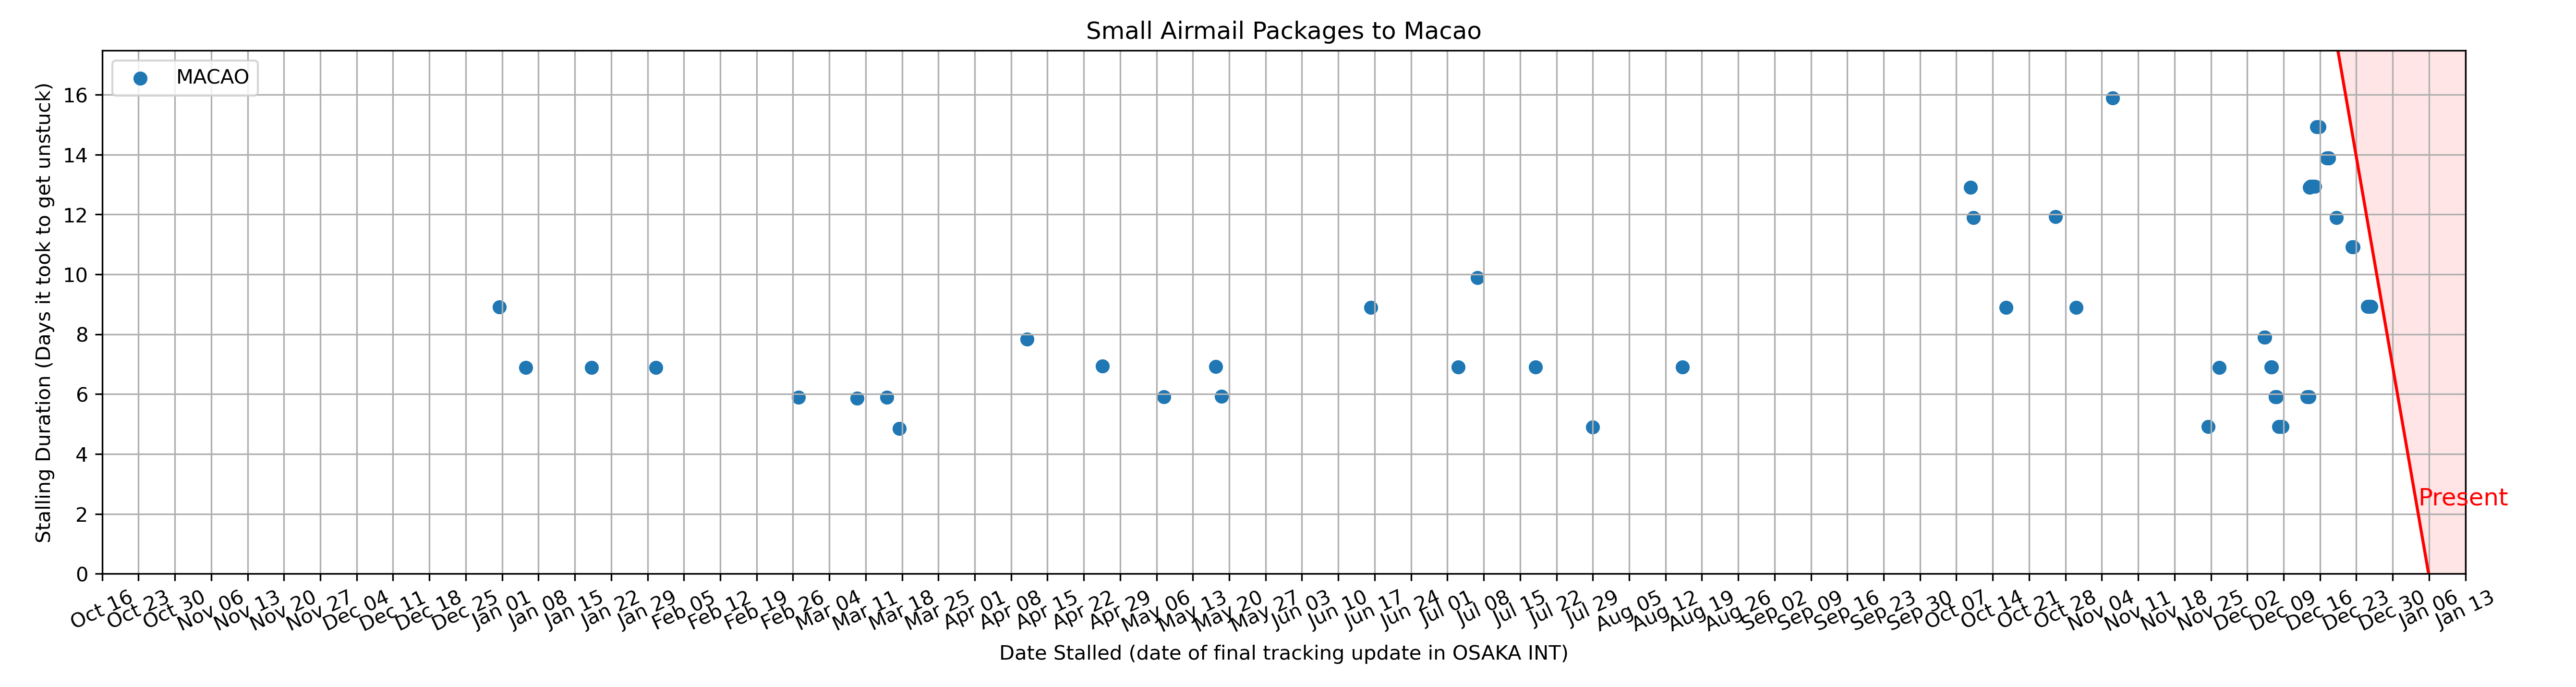 Small Airmail Packages to Macao
MACAO
Stalling Duration (Days it took to get unstuck)
16
14
12
10
8
6
4
2
0
Present
Oct 16 Oct 23 Oct 30 Nov 06 Nov 13 Nov 20 Nov 27 Dec 04 Dec 11 Dec 18 Dec 25 Jan 01 Jan 08 Jan 15 Jan 22 Jan 29 Feb 05 Feb 12 Feb 19 Feb 26 Mar 04 Mar 11 Mar 18 Mar 25 Apr 01 Apr 08 Apr 15 Apr 22 Apr 29 May 06 May 13 May 20 May 27 Jun 03 Jun 10 Jun 17 Jun 24 Jul 01 Jul 08 Jul 15 Jul 22 Jul 29 Aug 05 Aug 12 Aug 19 Aug 26 Sep 02 Sep 09 Sep 16 Sep 23 Sep 30 Oct 07 Oct 14 Oct 21 Oct 28 Nov 04 Nov 11 Nov 18 Nov 25 Dec 02 Dec 09 Dec 16 Dec 23 Dec 30 Jan 06 Jan 13
Date Stalled (date of final tracking update in OSAKA INT)